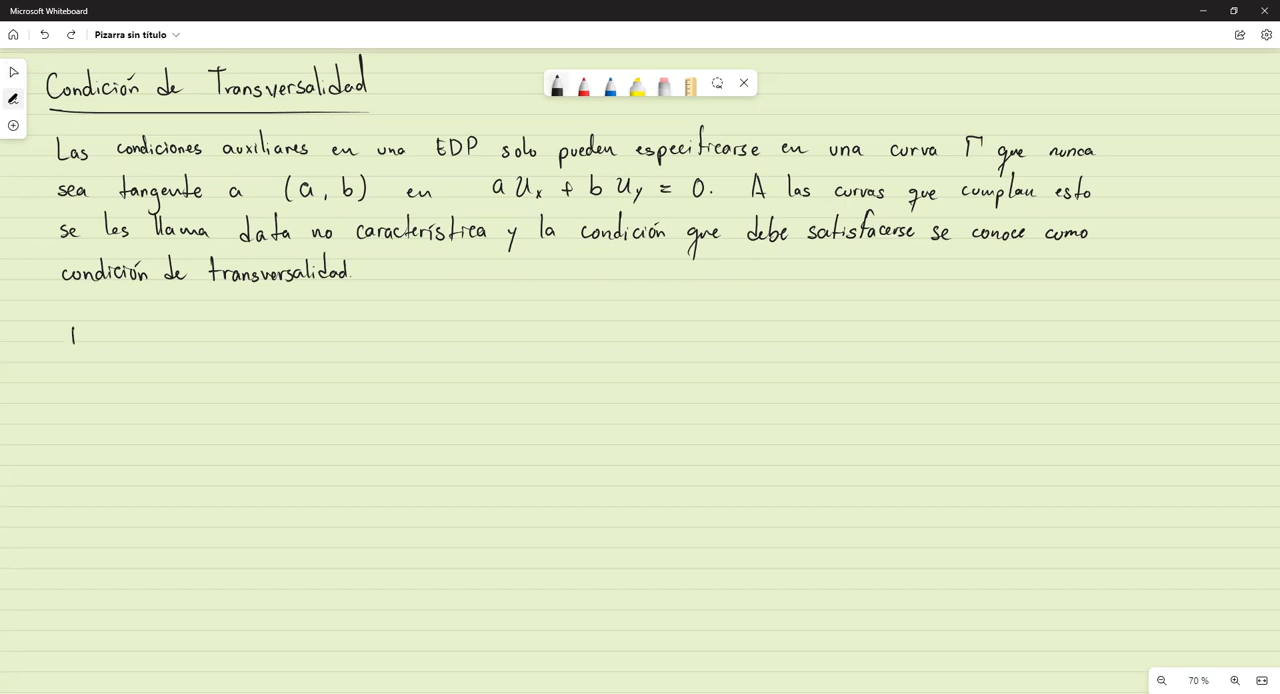 Microsoft Whiteboard
Pizarra sin título
Condición de Transversalidad
Las condiciones auxiliares en una EDP solo pueden especificarse en una curva Γ que nunca
sea tangente a (a, b) en a Ux + b Uy = 0. A las curvas que cumplan esto
se les llama data no característica y la condición que debe satisfacerse se conoce como
condición de transversalidad.
70 %